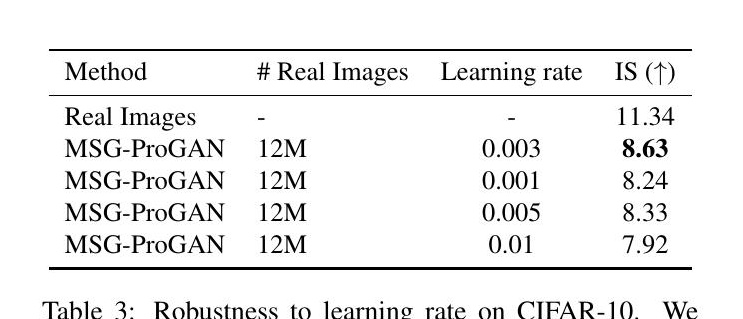 Method # Real Images Learning rate IS (↑)
Real Images - - 11.34
MSG-ProGAN 12M 0.003 8.63
MSG-ProGAN 12M 0.001 8.24
MSG-ProGAN 12M 0.005 8.33
MSG-ProGAN 12M 0.01 7.92
Table 3: Robustness to learning rate on CIFAR-10. We